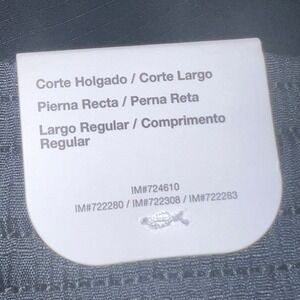 Corte Holgado / Corte Largo
Pierna Recta / Perna Reta
Largo Regular / Comprimento
Regular
IM#724610
IM#722280 / IM#722308 / IM#722283